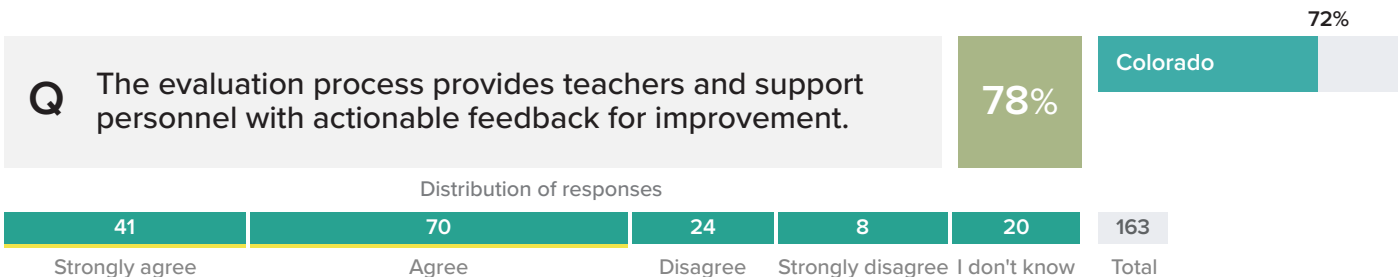 72%
Q
The evaluation process provides teachers and support
personnel with actionable feedback for improvement.
78%
Colorado
Distribution of responses
41 70 24 8 20 163
Strongly agree Agree Disagree Strongly disagree I don't know Total